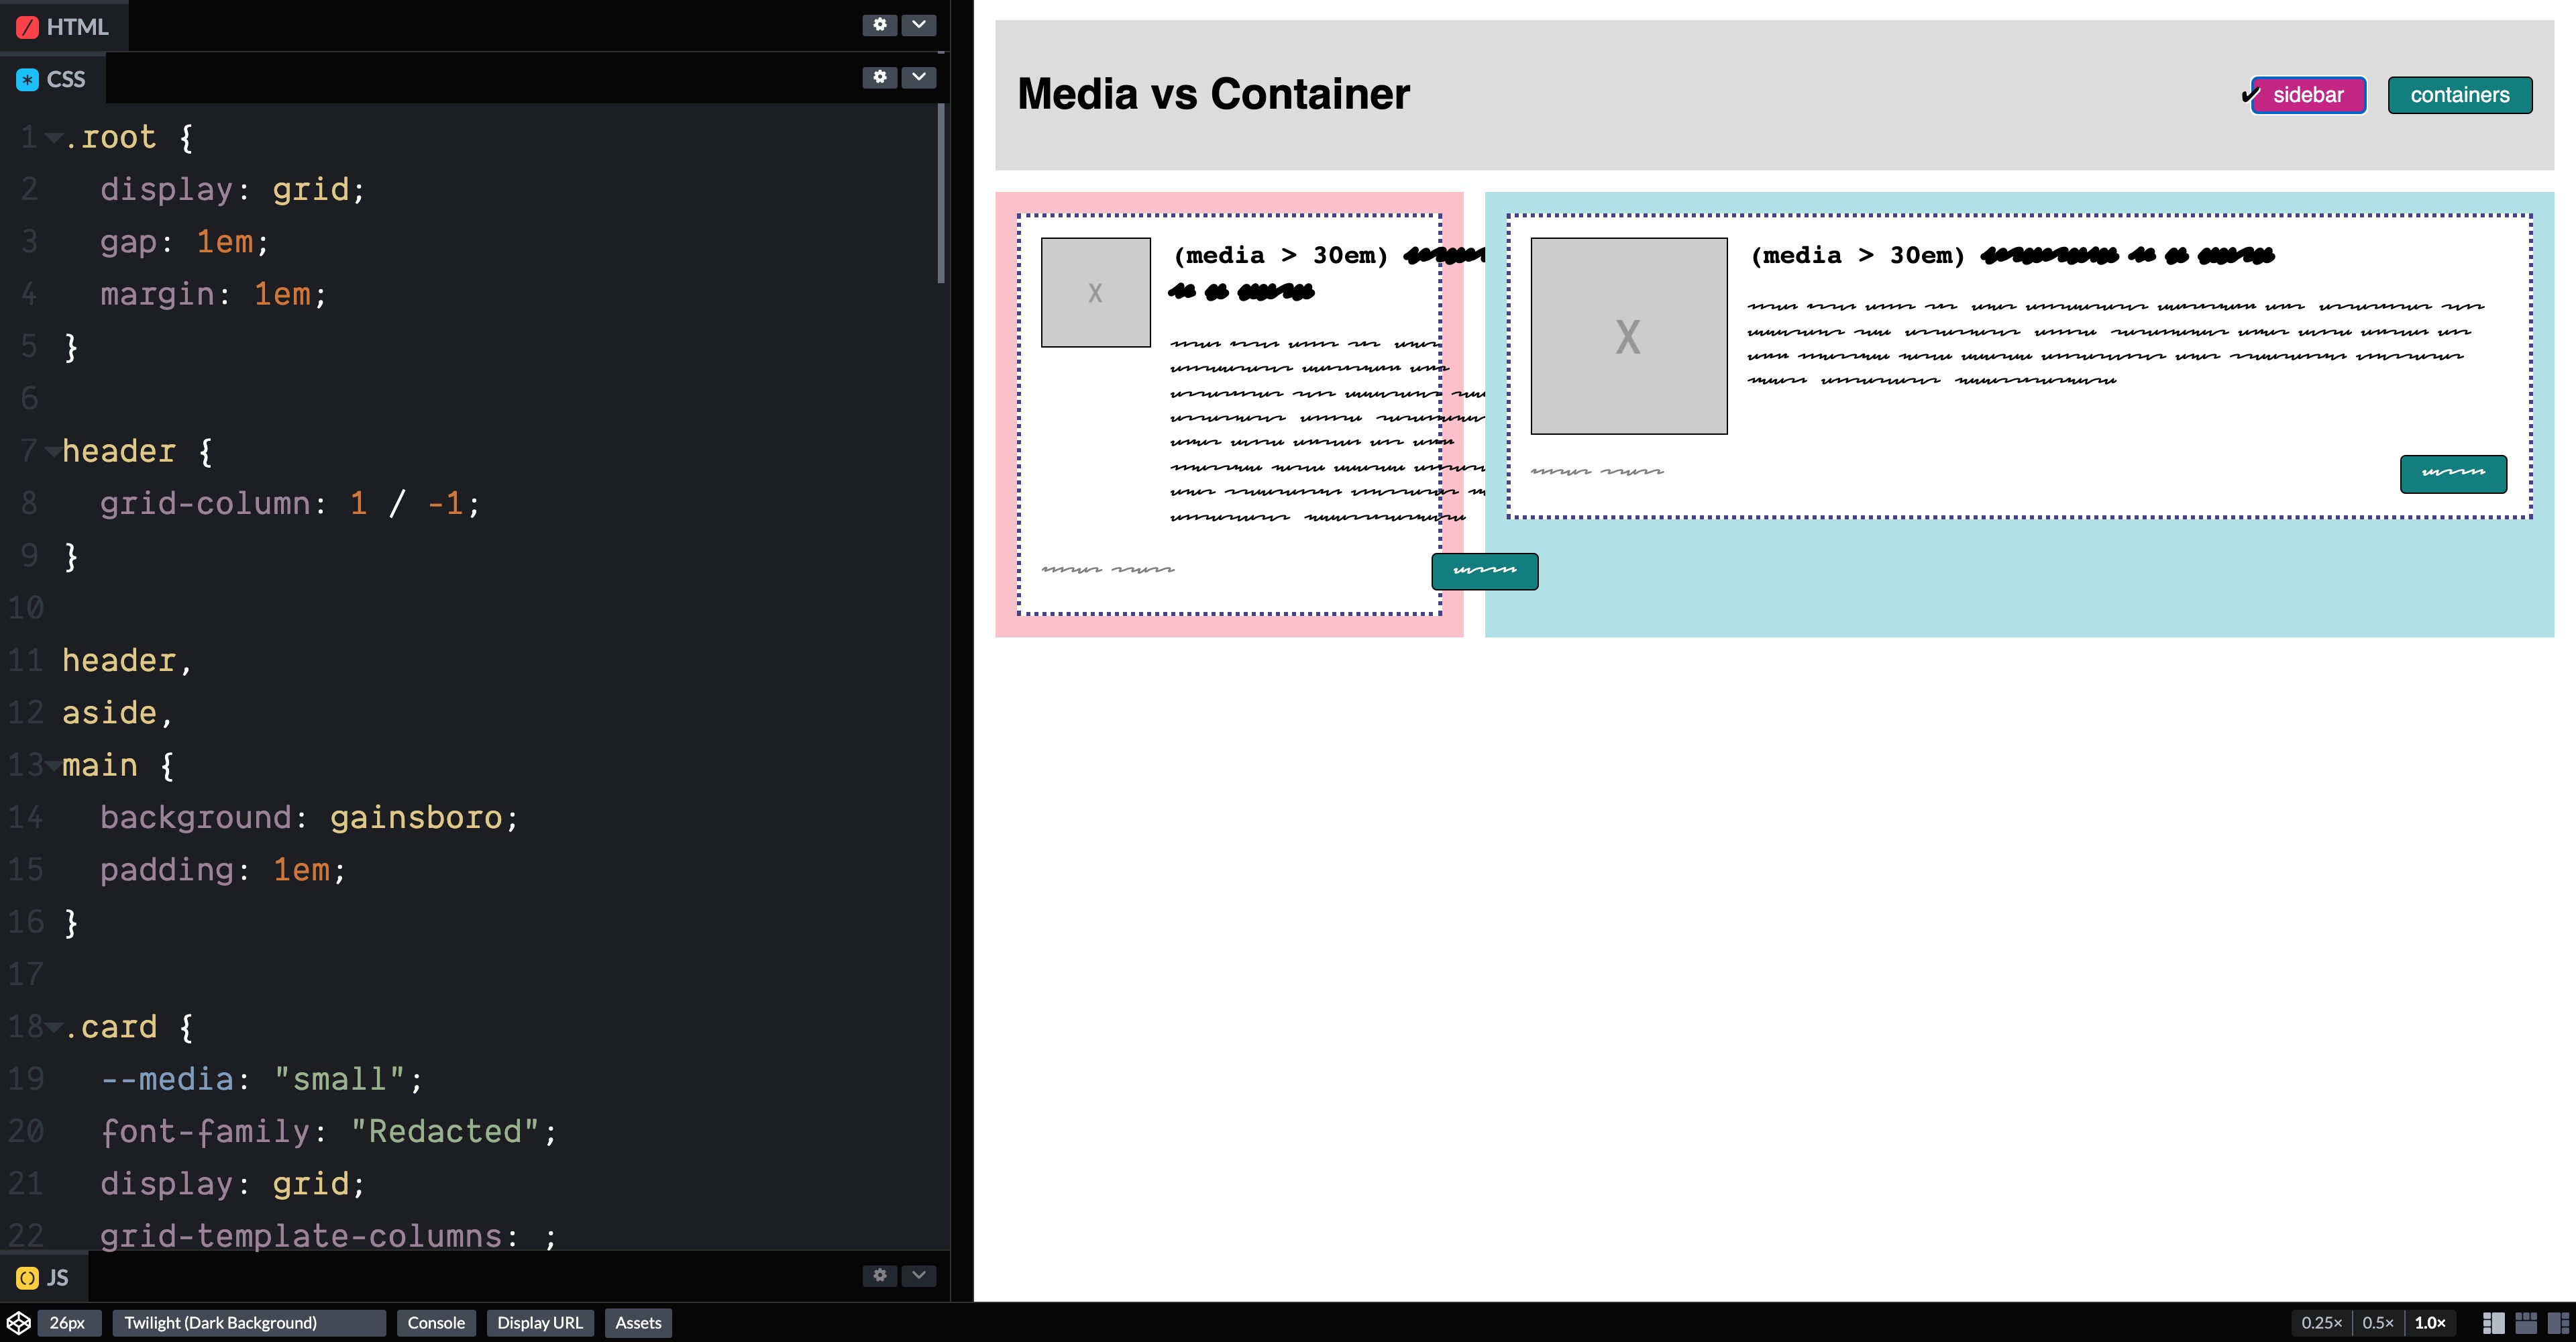 HTML
CSS
1 .root {
2 display: grid;
3 gap: 1em;
4 margin: 1em;
5 }
6
7 header {
8 grid-column: 1 / -1;
9 }
10
11 header,
12 aside,
13 main {
14 background: gainsboro;
15 padding: 1em;
16 }
17
18 .card {
19 --media: "small";
20 font-family: "Redacted";
21 display: grid;
22 grid-template-columns: ;
JS
Media vs Container
✔ sidebar
containers
(media > 30em)
X
(media > 30em)
X
26px
Twilight (Dark Background)
Console
Display URL
Assets
0.25×
0.5×
1.0×